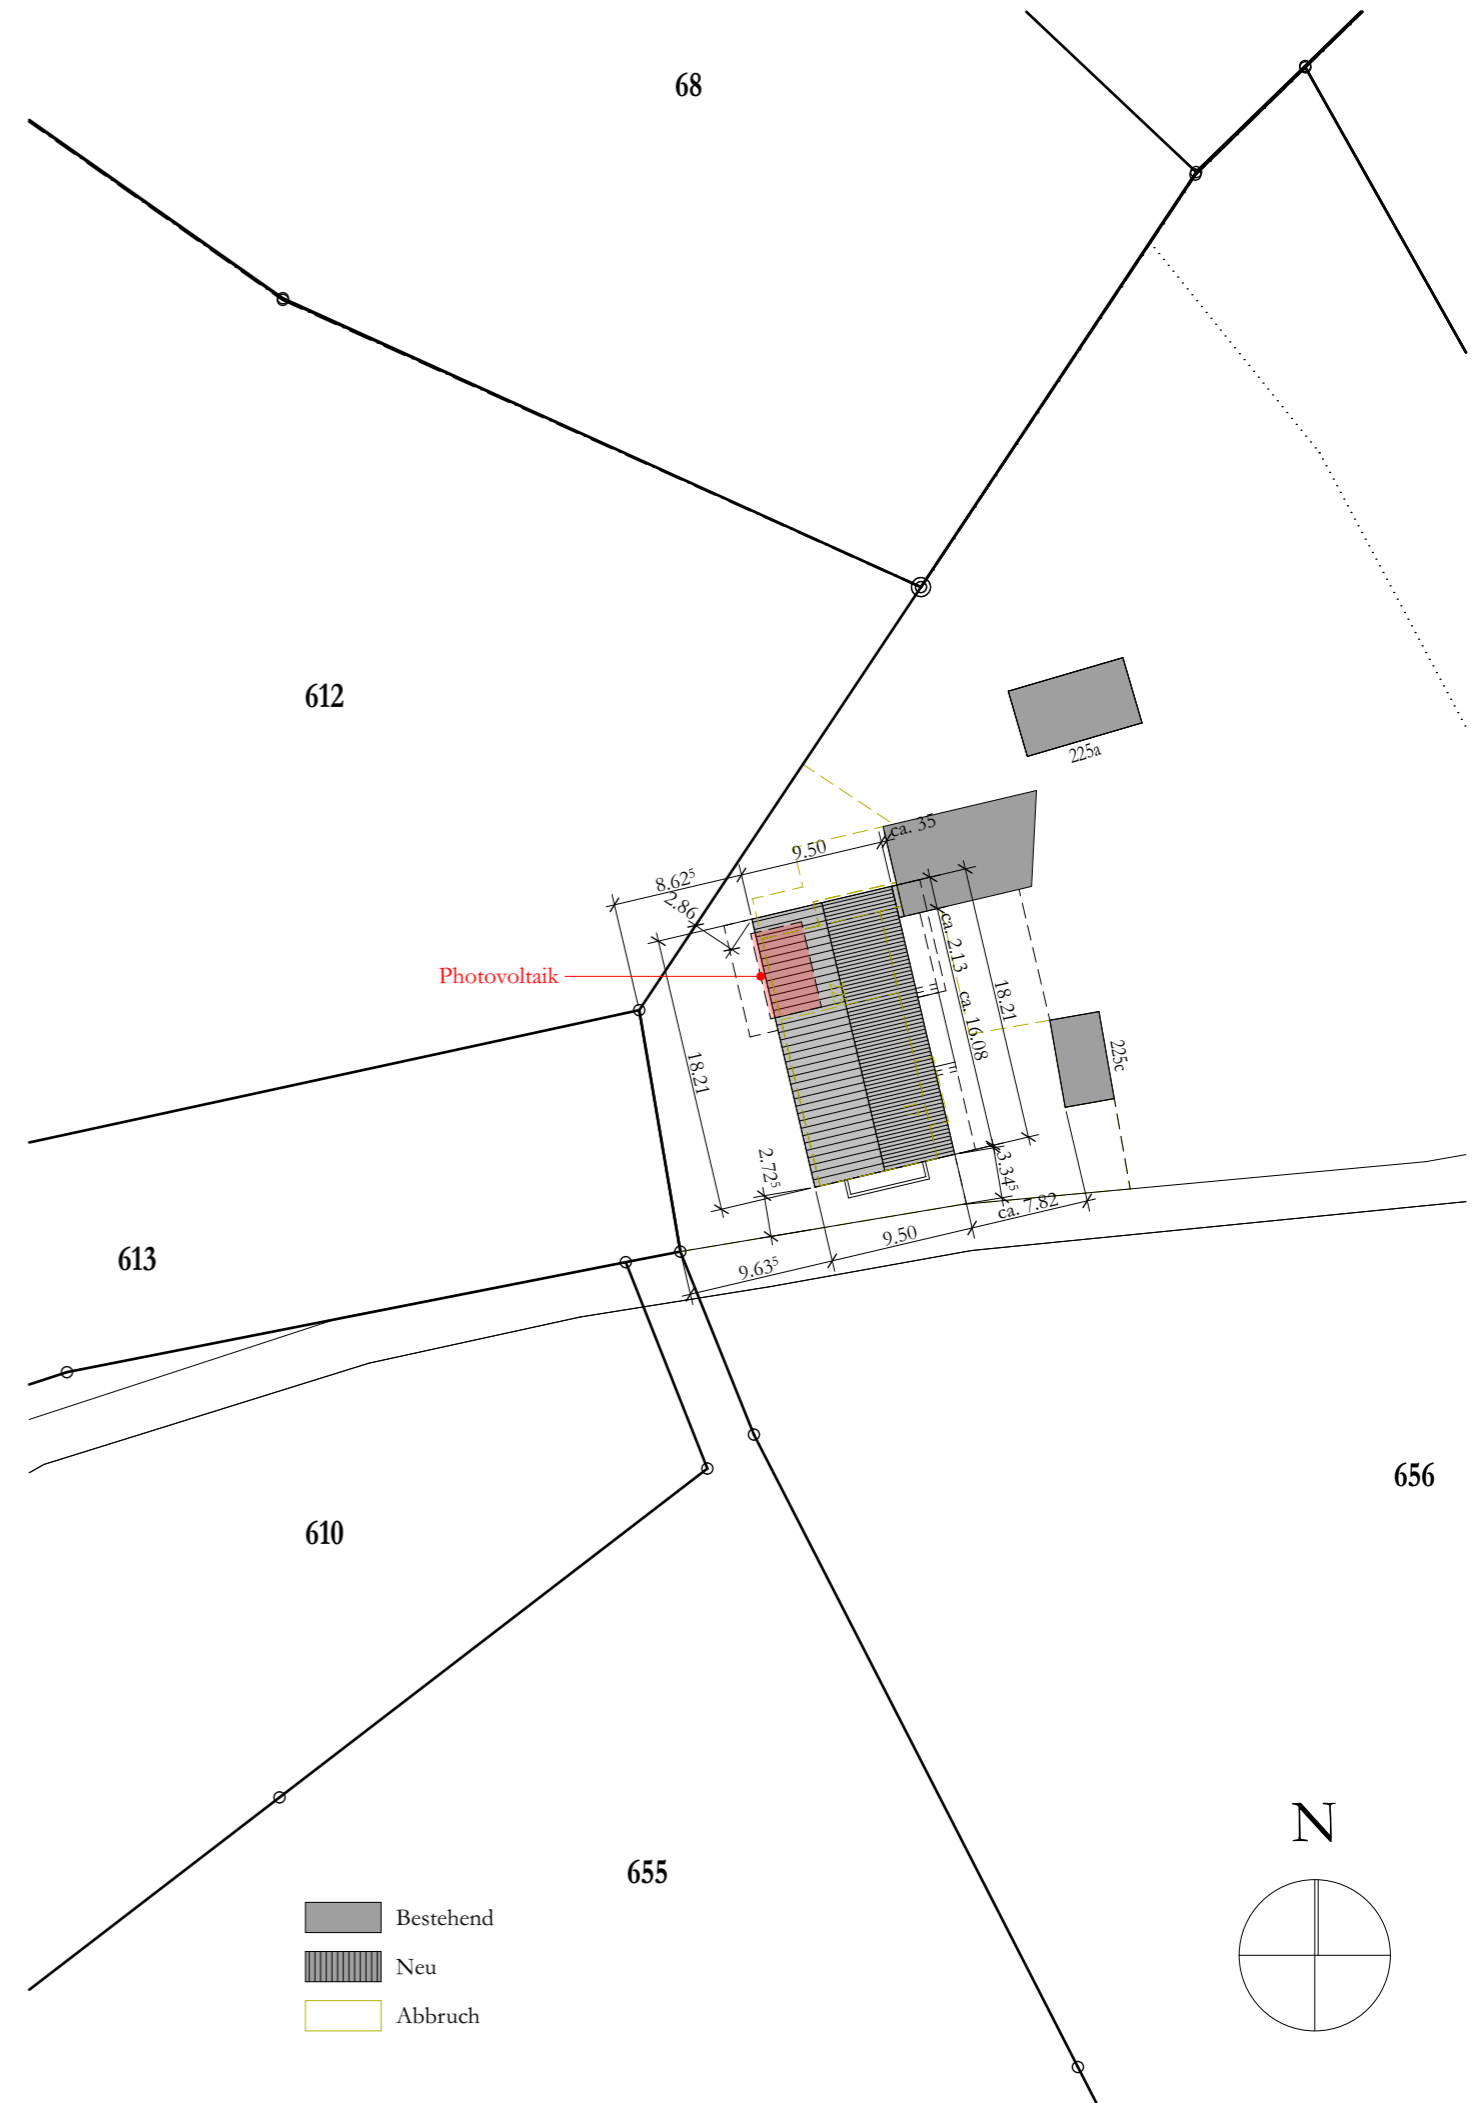 68
612
225a
ca. 35
9.50
8.62⁵
2.86
Photovoltaik
ca. 2.13
18.21
ca. 16.08
225c
18.21
2.72⁵
3.34⁵
ca. 7.82
9.50
9.63⁵
613
656
610
N
655
Bestehend
Neu
Abbruch